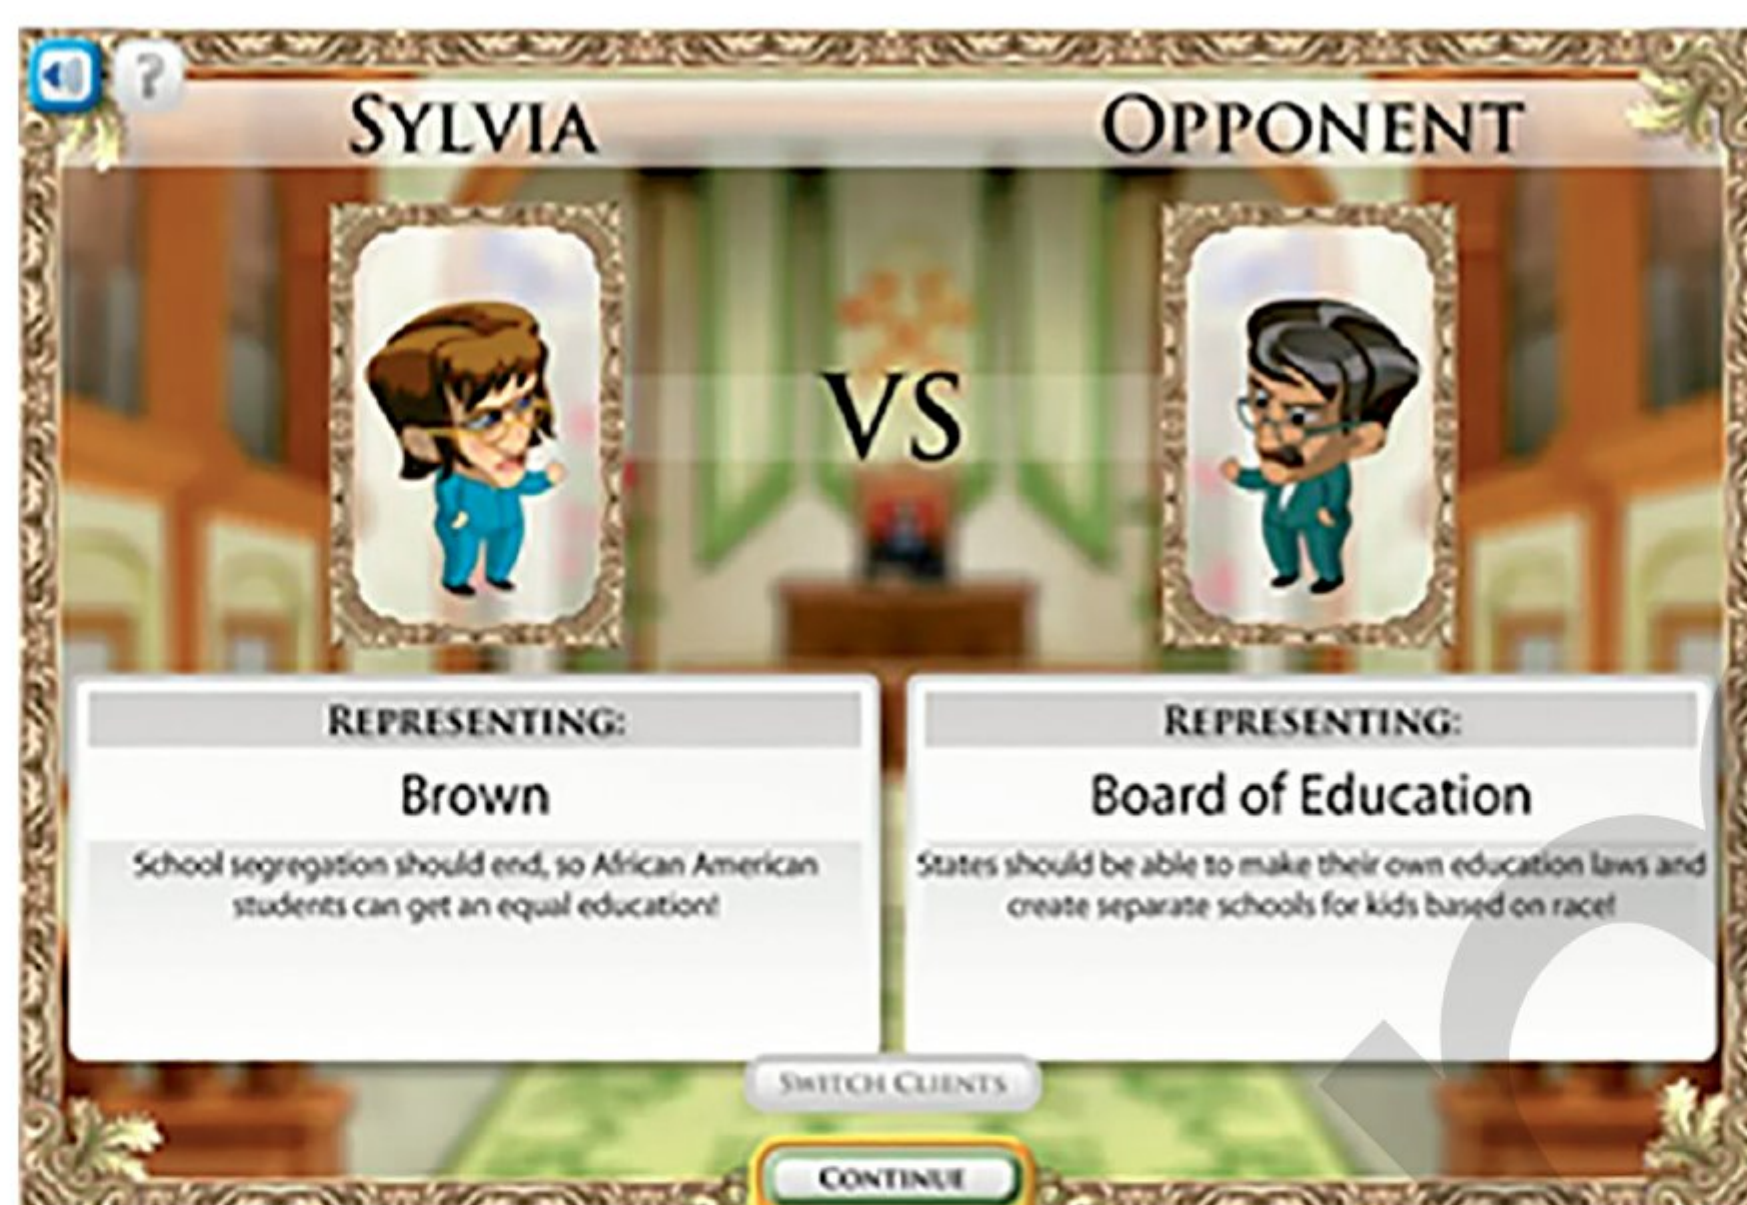 ?
SYLVIA
OPPONENT
VS
REPRESENTING:
Brown
School segregation should end, so African American
students can get an equal education!
REPRESENTING:
Board of Education
States should be able to make their own education laws and
create separate schools for kids based on race!
SWITCH CLIENTS
CONTINUE